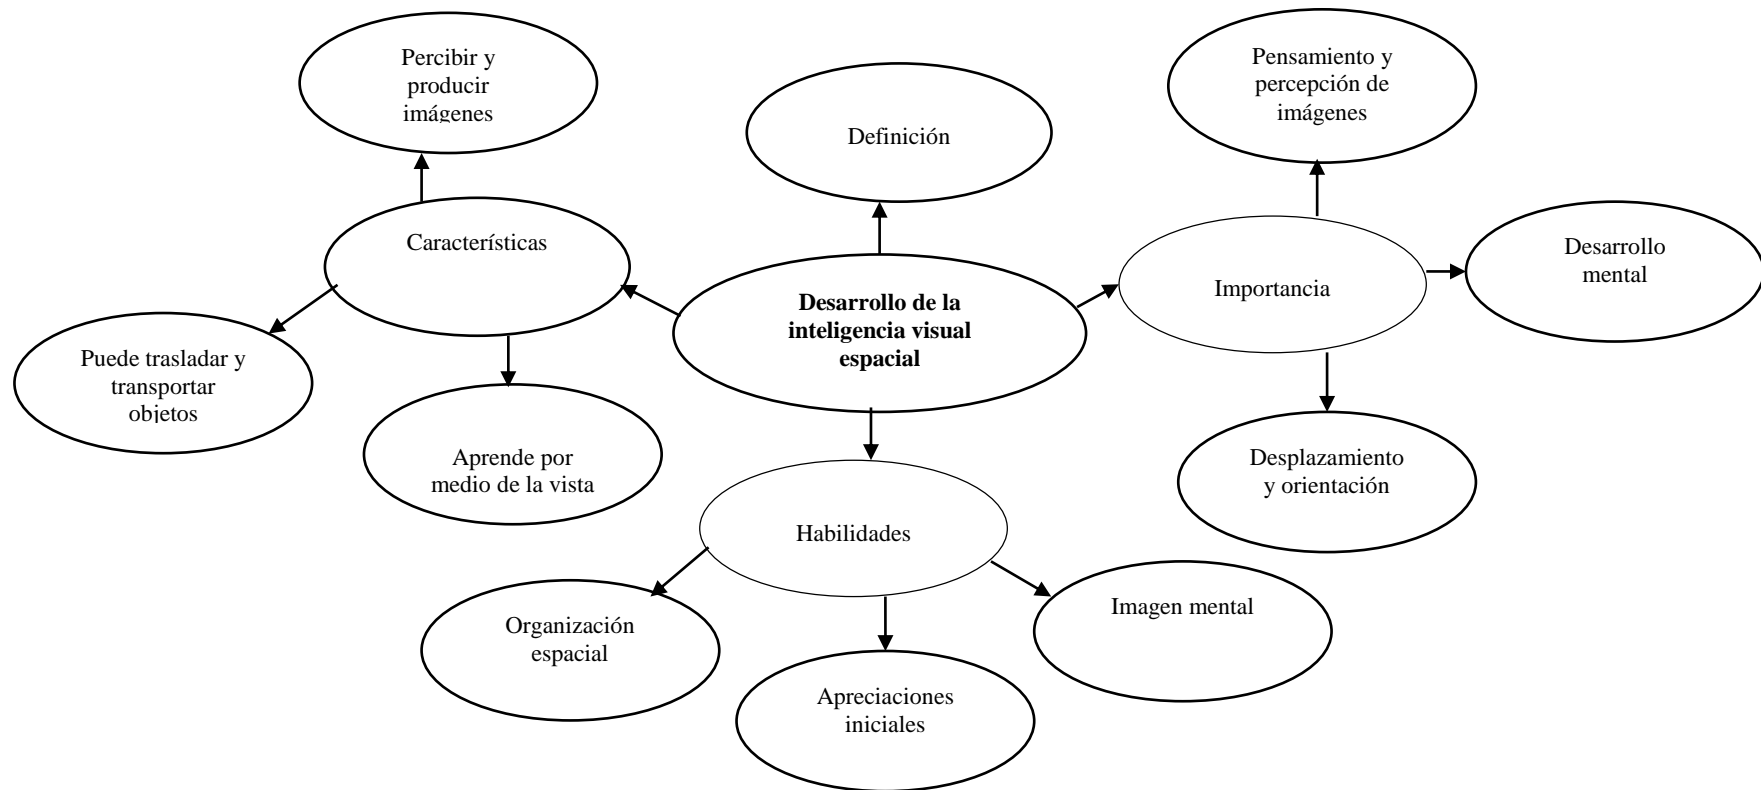 Percibir y
producir
imágenes
Pensamiento y
percepción de
imágenes
Definición
Características
Desarrollo
mental
Importancia
Desarrollo de la
inteligencia visual
espacial
Puede trasladar y
transportar
objetos
Aprende por
medio de la vista
Desplazamiento
y orientación
Habilidades
Imagen mental
Organización
espacial
Apreciaciones
iniciales